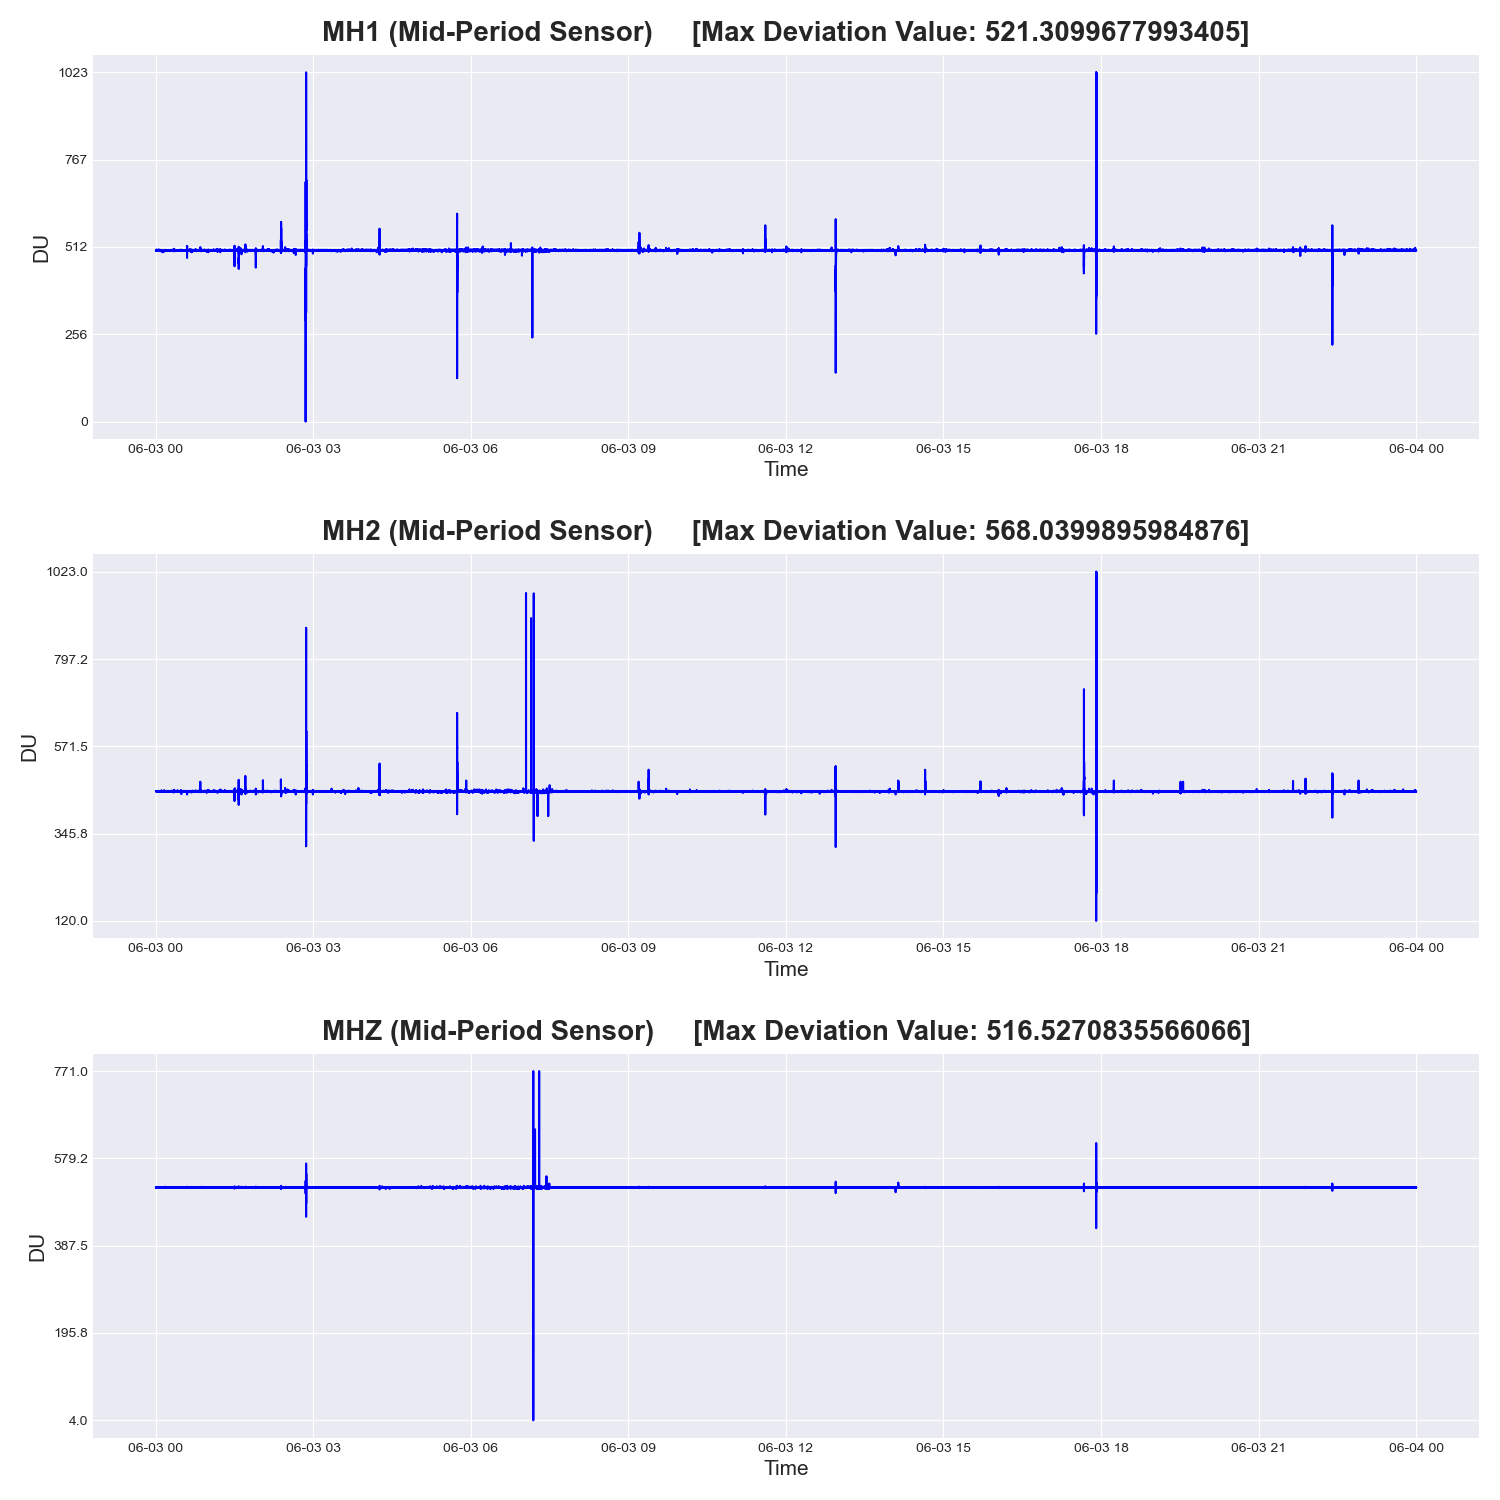 MH1 (Mid-Period Sensor) [Max Deviation Value: 521.3099677993405]
1023
767
512
256
0
DU
06-03 00 06-03 03 06-03 06 06-03 09 06-03 12 06-03 15 06-03 18 06-03 21 06-04 00
Time
MH2 (Mid-Period Sensor) [Max Deviation Value: 568.0399895984876]
1023.0
797.2
571.5
345.8
120.0
DU
06-03 00 06-03 03 06-03 06 06-03 09 06-03 12 06-03 15 06-03 18 06-03 21 06-04 00
Time
MHZ (Mid-Period Sensor) [Max Deviation Value: 516.5270835566066]
771.0
579.2
387.5
195.8
4.0
DU
06-03 00 06-03 03 06-03 06 06-03 09 06-03 12 06-03 15 06-03 18 06-03 21 06-04 00
Time